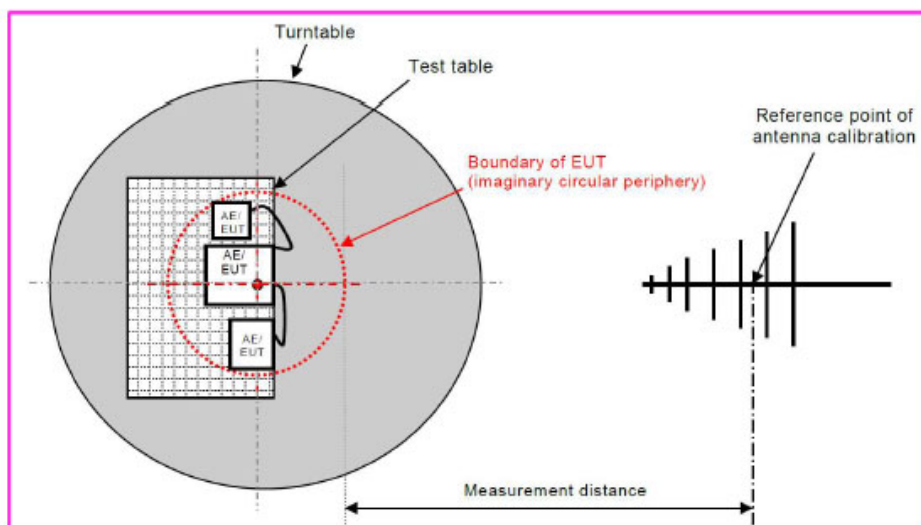 Turntable
Test table
Reference point of
antenna calibration
Boundary of EUT
(imaginary circular periphery)
AE/
EUT
AE/
EUT
AE/
EUT
Measurement distance